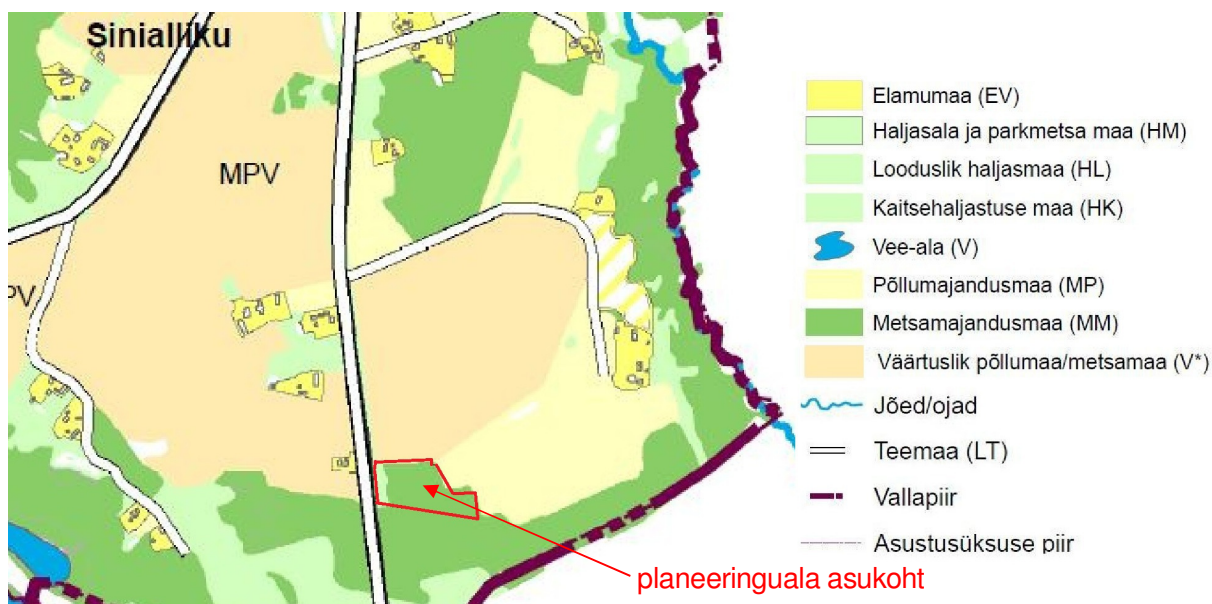 Sinialliku
MPV
PV
planeeringuala asukoht
Elamumaa (EV)
Haljasala ja parkmetsa maa (HM)
Looduslik haljasmaa (HL)
Kaitsehaljastuse maa (HK)
Vee-ala (V)
Põllumajandusmaa (MP)
Metsamajandusmaa (MM)
Väärtuslik põllumaa/metsamaa (V*)
Jõed/ojad
Teemaa (LT)
Vallapiir
Asustusüksuse piir